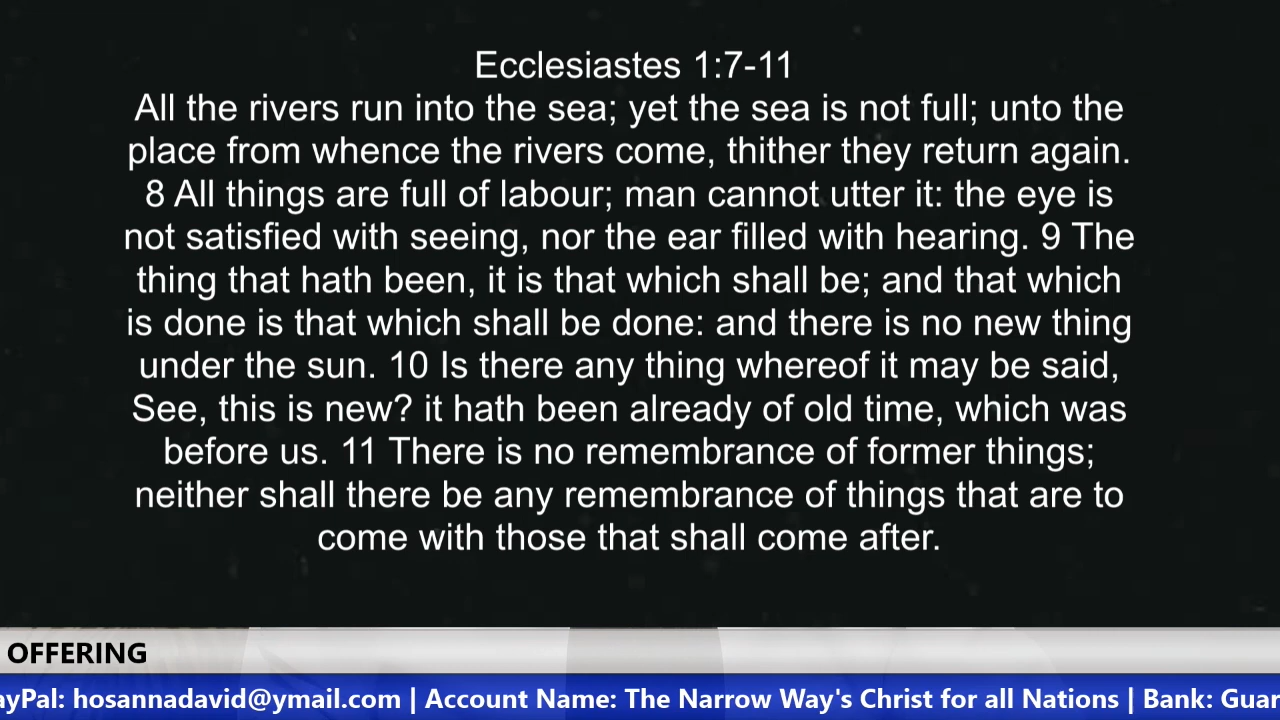 Ecclesiastes 1:7-11
All the rivers run into the sea; yet the sea is not full; unto the
place from whence the rivers come, thither they return again.
8 All things are full of labour; man cannot utter it: the eye is
not satisfied with seeing, nor the ear filled with hearing. 9 The
thing that hath been, it is that which shall be; and that which
is done is that which shall be done: and there is no new thing
under the sun. 10 Is there any thing whereof it may be said,
See, this is new? it hath been already of old time, which was
before us. 11 There is no remembrance of former things;
neither shall there be any remembrance of things that are to
come with those that shall come after.
OFFERING
ayPal: hosannadavid@ymail.com | Account Name: The Narrow Way's Christ for all Nations | Bank: